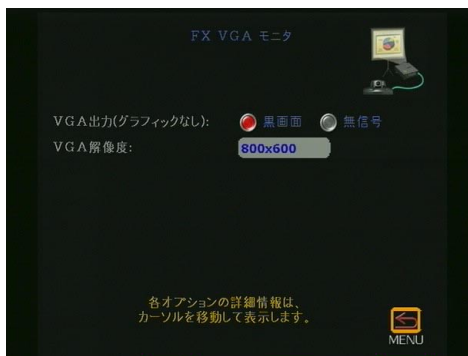 FX VGA モニタ
VGA出力(グラフィックなし): 黒画面 無信号
VGA解像度: 800x600
各オプションの詳細情報は、
カーソルを移動して表示します。
MENU